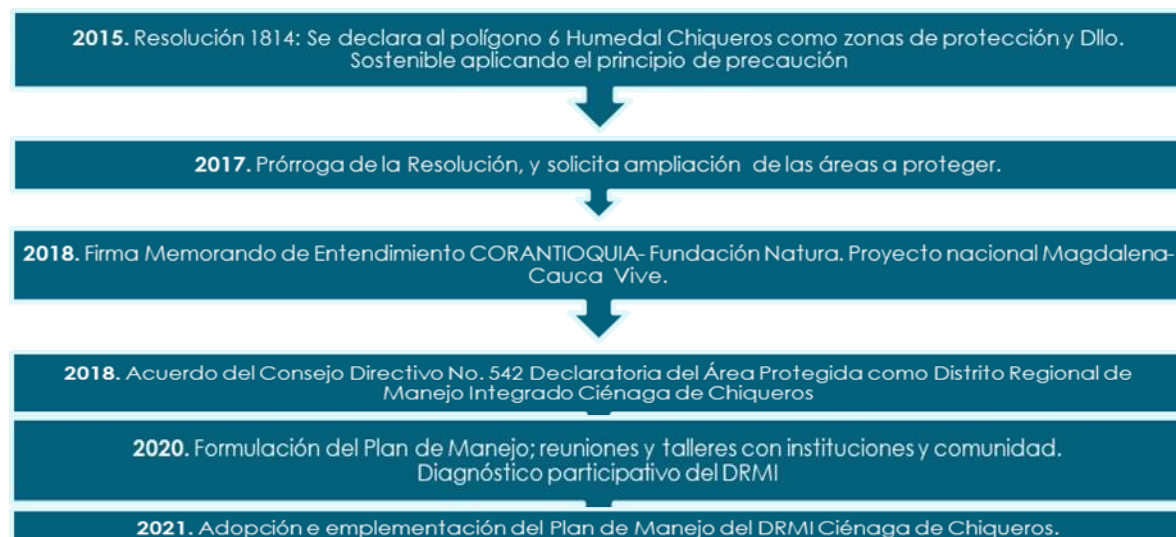 2015. Resolución 1814: Se declara al polígono 6 Humedal Chiqueros como zonas de protección y Dllo.
Sostenible aplicando el principio de precaución
2017. Prórroga de la Resolución, y solicita ampliación de las áreas a proteger.
2018. Firma Memorando de Entendimiento CORANTIOQUIA- Fundación Natura. Proyecto nacional Magdalena-
Cauca Vive.
2018. Acuerdo del Consejo Directivo No. 542 Declaratoria del Área Protegida como Distrito Regional de
Manejo Integrado Ciénaga de Chiqueros
2020. Formulación del Plan de Manejo; reuniones y talleres con instituciones y comunidad.
Diagnóstico participativo del DRMI
2021. Adopción e emplementación del Plan de Manejo del DRMI Ciénaga de Chiqueros.